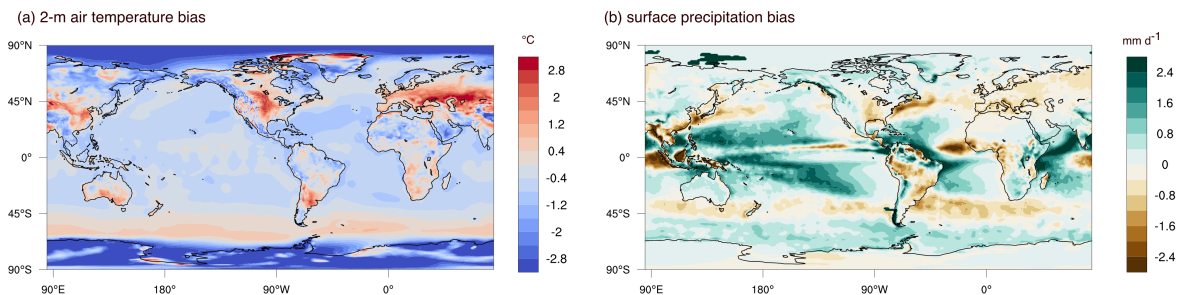 (a) 2-m air temperature bias
(b) surface precipitation bias
°C
mm d-1
90°N
45°N
0°
45°S
90°S
90°E
180°
90°W
0°
2.8
2
1.2
0.4
-0.4
-1.2
-2
-2.8
90°N
45°N
0°
45°S
90°S
90°E
180°
90°W
0°
2.4
1.6
0.8
0
-0.8
-1.6
-2.4